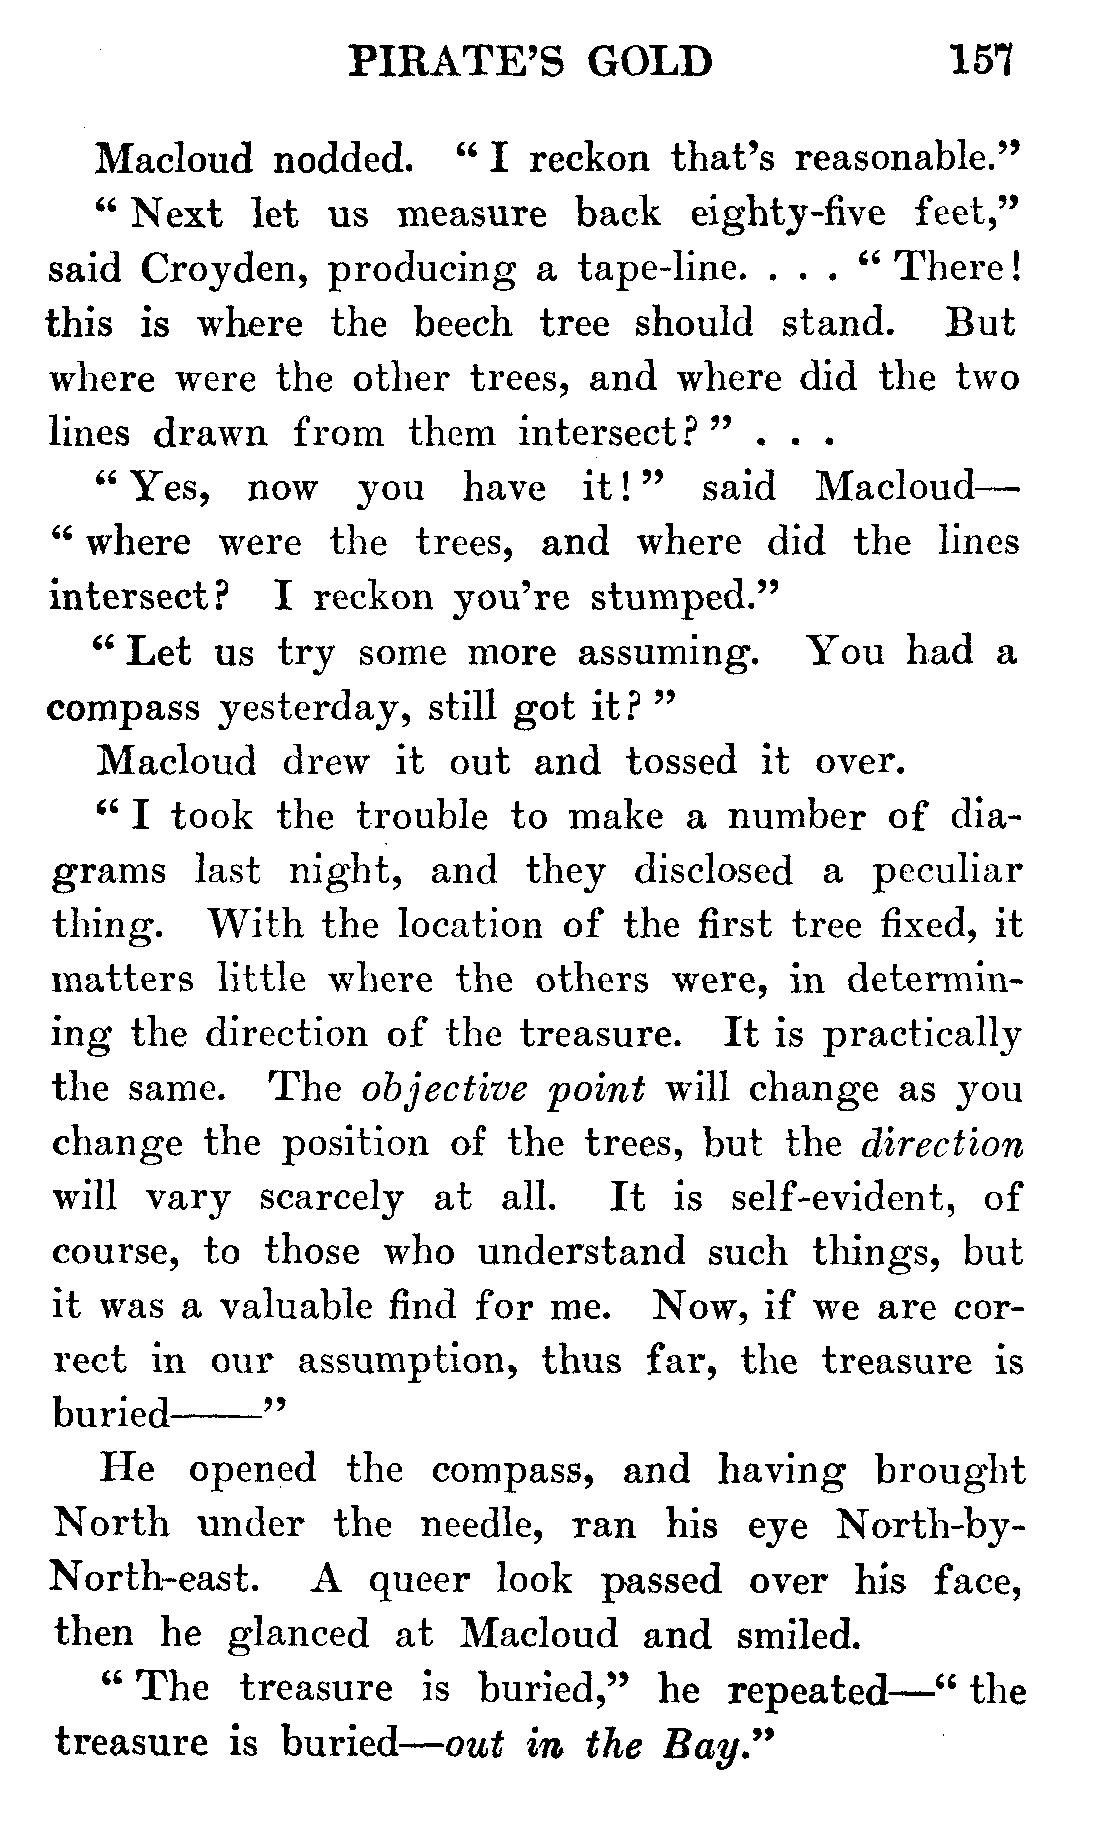 PIRATE'S GOLD 157
Macloud nodded. “ I reckon that's reasonable.”
“ Next let us measure back eighty-five feet,”
said Croyden, producing a tape-line. . . . “ There!
this is where the beech tree should stand. But
where were the other trees, and where did the two
lines drawn from them intersect? ” . . .
“ Yes, now you have it! ” said Macloud—
“ where were the trees, and where did the lines
intersect? I reckon you're stumped.”
“ Let us try some more assuming. You had a
compass yesterday, still got it? ”
Macloud drew it out and tossed it over.
“ I took the trouble to make a number of dia-
grams last night, and they disclosed a peculiar
thing. With the location of the first tree fixed, it
matters little where the others were, in determin-
ing the direction of the treasure. It is practically
the same. The objective point will change as you
change the position of the trees, but the direction
will vary scarcely at all. It is self-evident, of
course, to those who understand such things, but
it was a valuable find for me. Now, if we are cor-
rect in our assumption, thus far, the treasure is
buried——”
He opened the compass, and having brought
North under the needle, ran his eye North-by-
North-east. A queer look passed over his face,
then he glanced at Macloud and smiled.
“ The treasure is buried,” he repeated—“ the
treasure is buried—out in the Bay.”